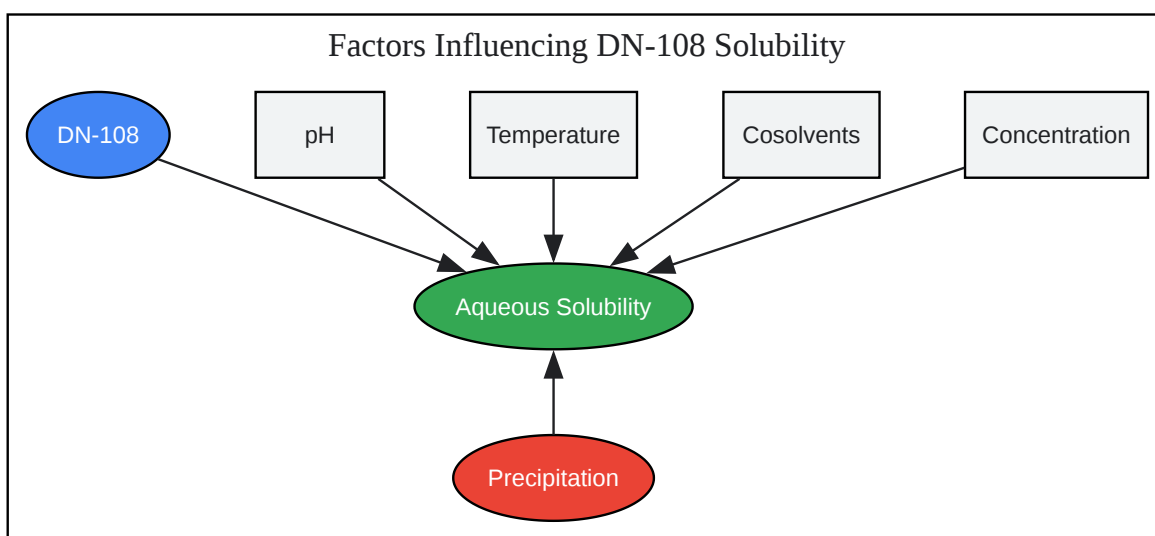 Factors Influencing DN-108 Solubility
DN-108
pH
Temperature
Cosolvents
Concentration
Aqueous Solubility
Precipitation